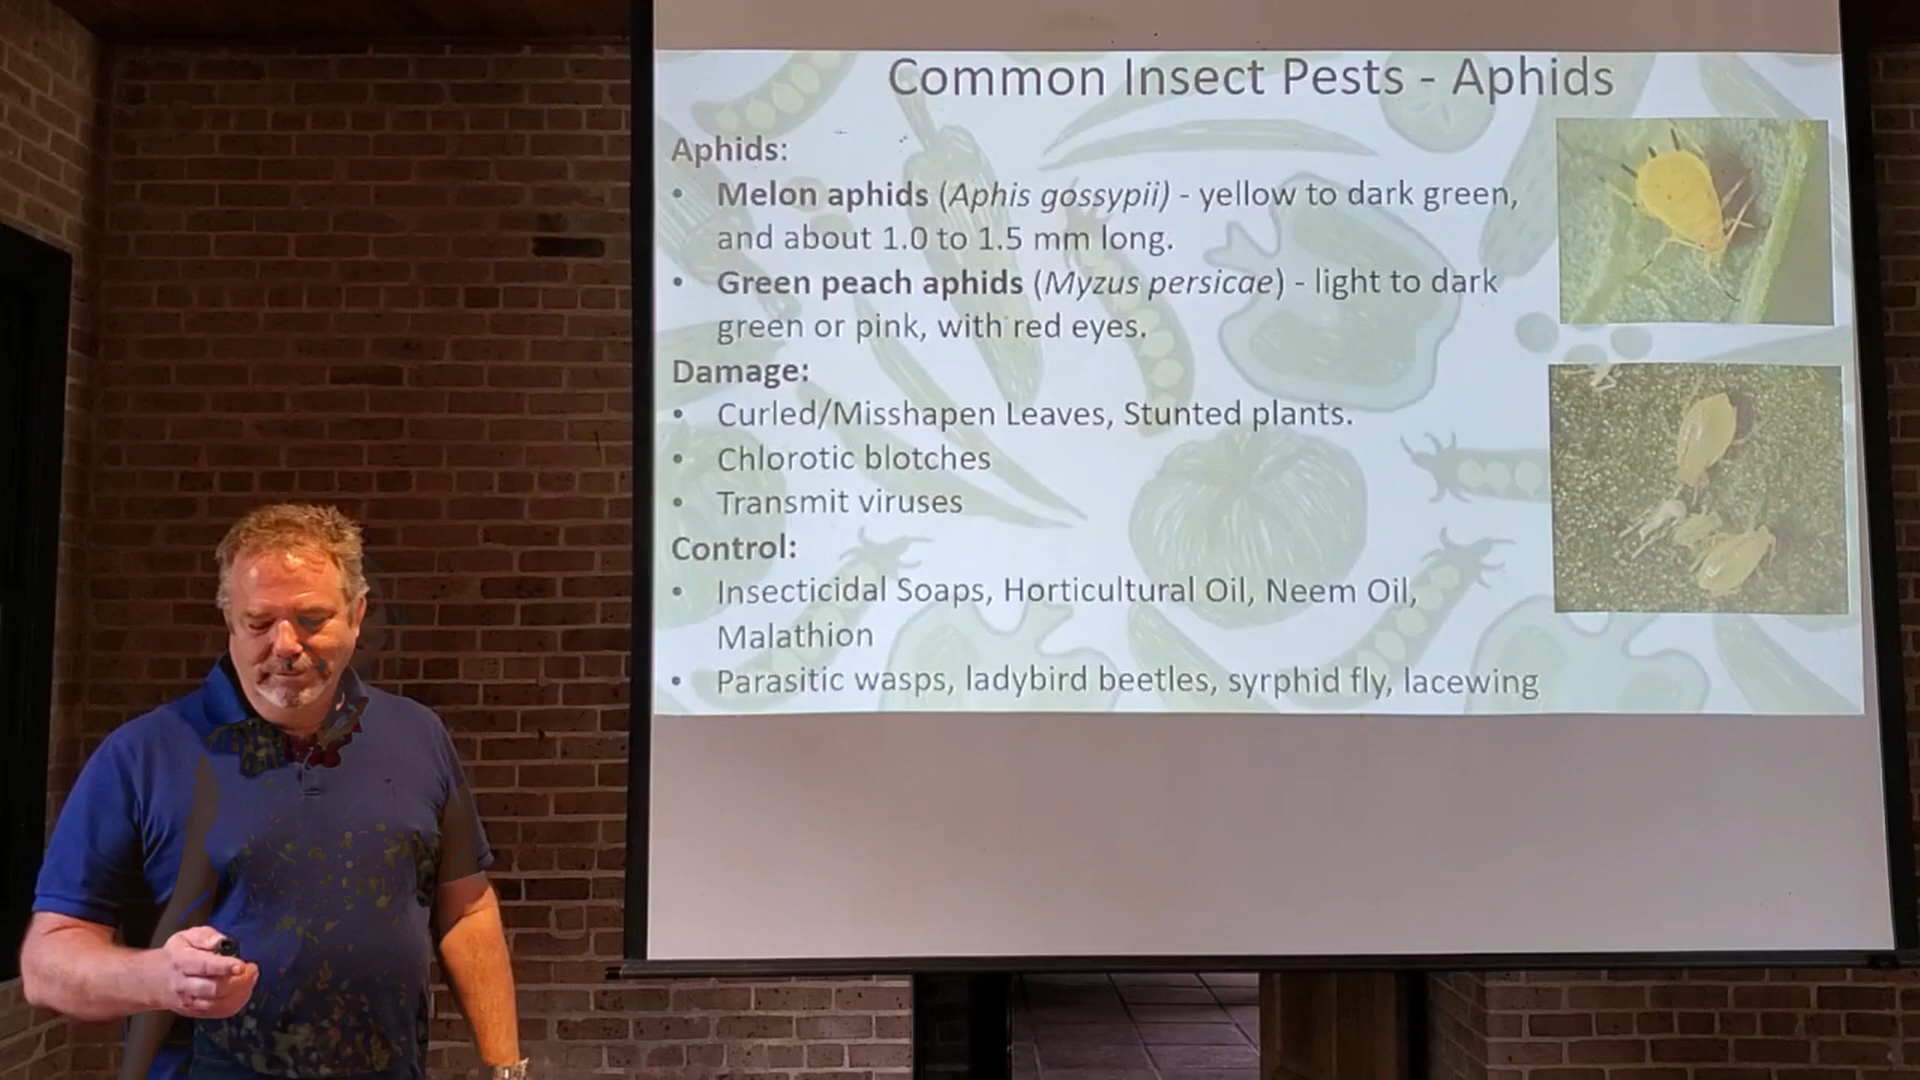 Common Insect Pests - Aphids
Aphids:
• Melon aphids (Aphis gossypii) - yellow to dark green,
and about 1.0 to 1.5 mm long.
• Green peach aphids (Myzus persicae) - light to dark
green or pink, with red eyes.
Damage:
• Curled/Misshapen Leaves, Stunted plants.
• Chlorotic blotches
• Transmit viruses
Control:
• Insecticidal Soaps, Horticultural Oil, Neem Oil,
Malathion
• Parasitic wasps, ladybird beetles, syrphid fly, lacewing